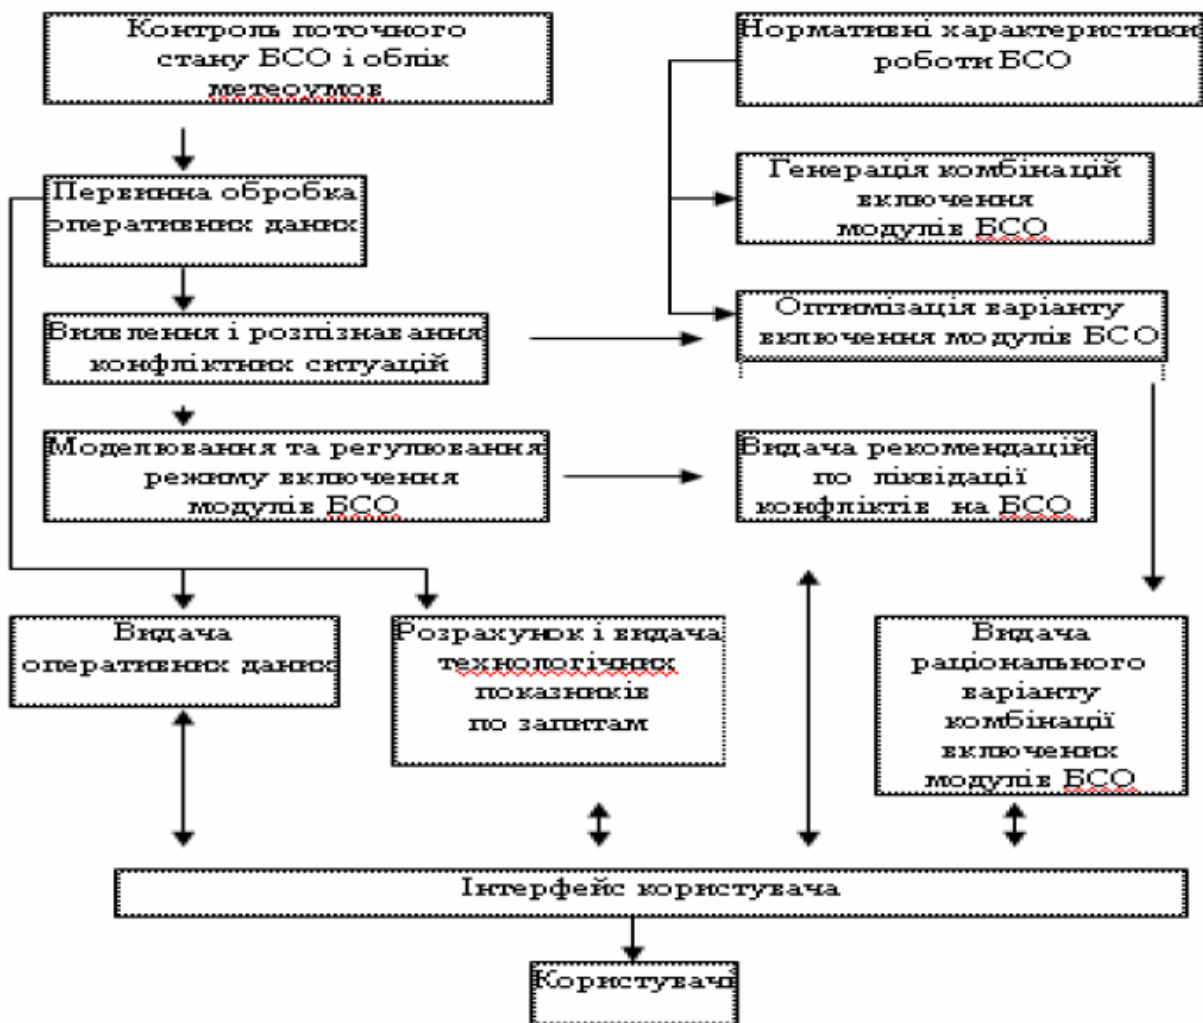 Контроль поточного
стану БСО і облік
метеоумов
Нормативні характеристики
роботи БСО
Первинна обробка
оперативних даних
Генерація комбінацій
включення
модулів БСО
Виявлення і розпізнавання
конфліктних ситуацій
Оптимізація варіанту
включення модулів БСО
Моделювання та регулювання
режиму включення
модулів БСО
Видача рекомендацій
по ліквідації
конфліктів на БСО
Видача
оперативних даних
Розрахунок і видача
технологічних
показників
по запитам
Видача
раціонального
варіанту
комбінації
включених
модулів БСО
Інтерфейс користувача
Користувачі